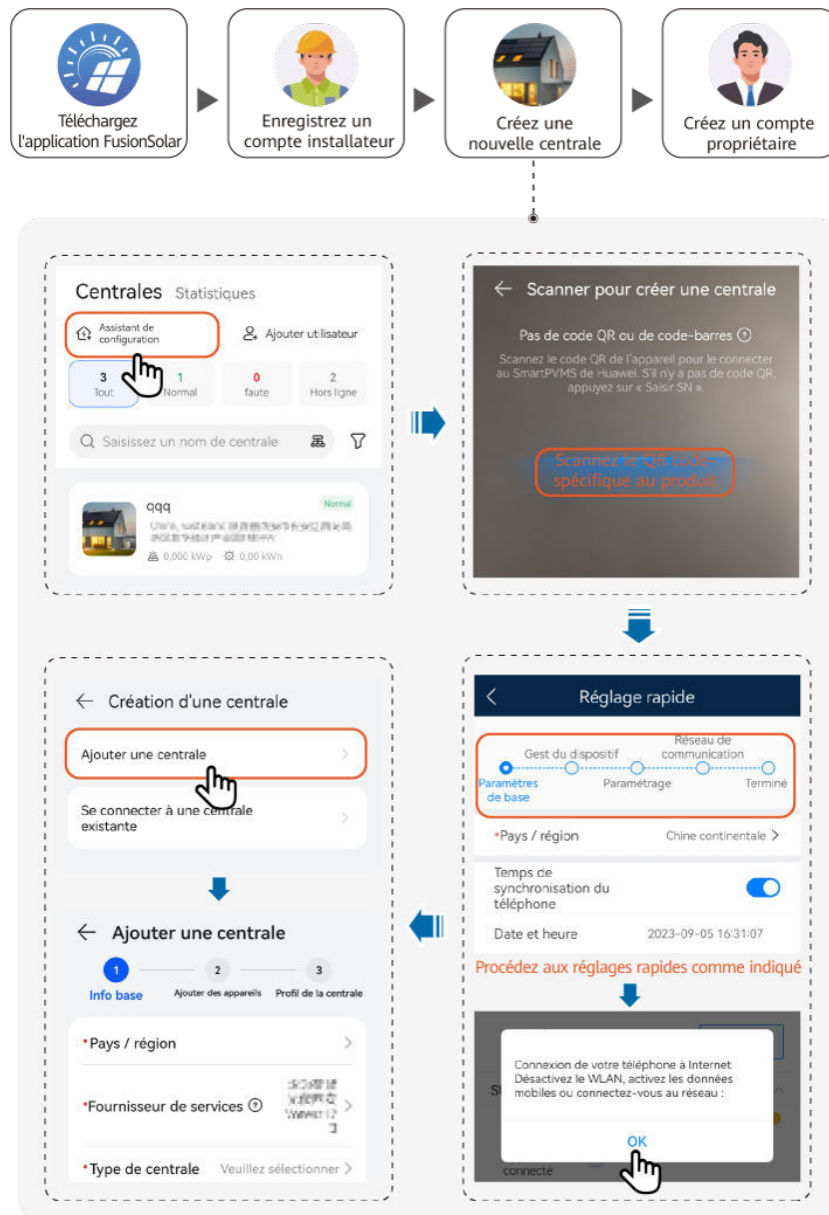 Téléchargez
l'application FusionSolar
Enregistrez un
compte installateur
Créez une
nouvelle centrale
Créez un compte
propriétaire
Centrales Statistiques
Assistant de
configuration
Ajouter utilisateur
3
Tout
1
Normal
0
faute
2
Hors ligne
Saisissez un nom de centrale
qqq
Normal
0,000 kWp 0,00 kWh
Scanner pour créer une centrale
Pas de code QR ou de code-barres
Scannez le code QR de l'appareil pour le connecter
au SmartPVMS de Huawei. S'il n'y a pas de code QR,
appuyez sur « Saisir SN ».
Scannez le QR code
spécifique au produit
Réglage rapide
Réseau de
Gest du dispositif communication
Paramètres
de base
Paramétrage
Terminé
*Pays / région Chine continentale >
Temps de
synchronisation du
téléphone
Date et heure 2023-09-05 16:31:07
Procédez aux réglages rapides comme indiqué
Connexion de votre téléphone à Internet
Désactivez le WLAN, activez les données
mobiles ou connectez-vous au réseau :
OK
connecté
Création d'une centrale
Ajouter une centrale
Se connecter à une centrale
existante
Ajouter une centrale
1 2 3
Info base Ajouter des appareils Profil de la centrale
*Pays / région
*Fournisseur de services
*Type de centrale Veuillez sélectionner >